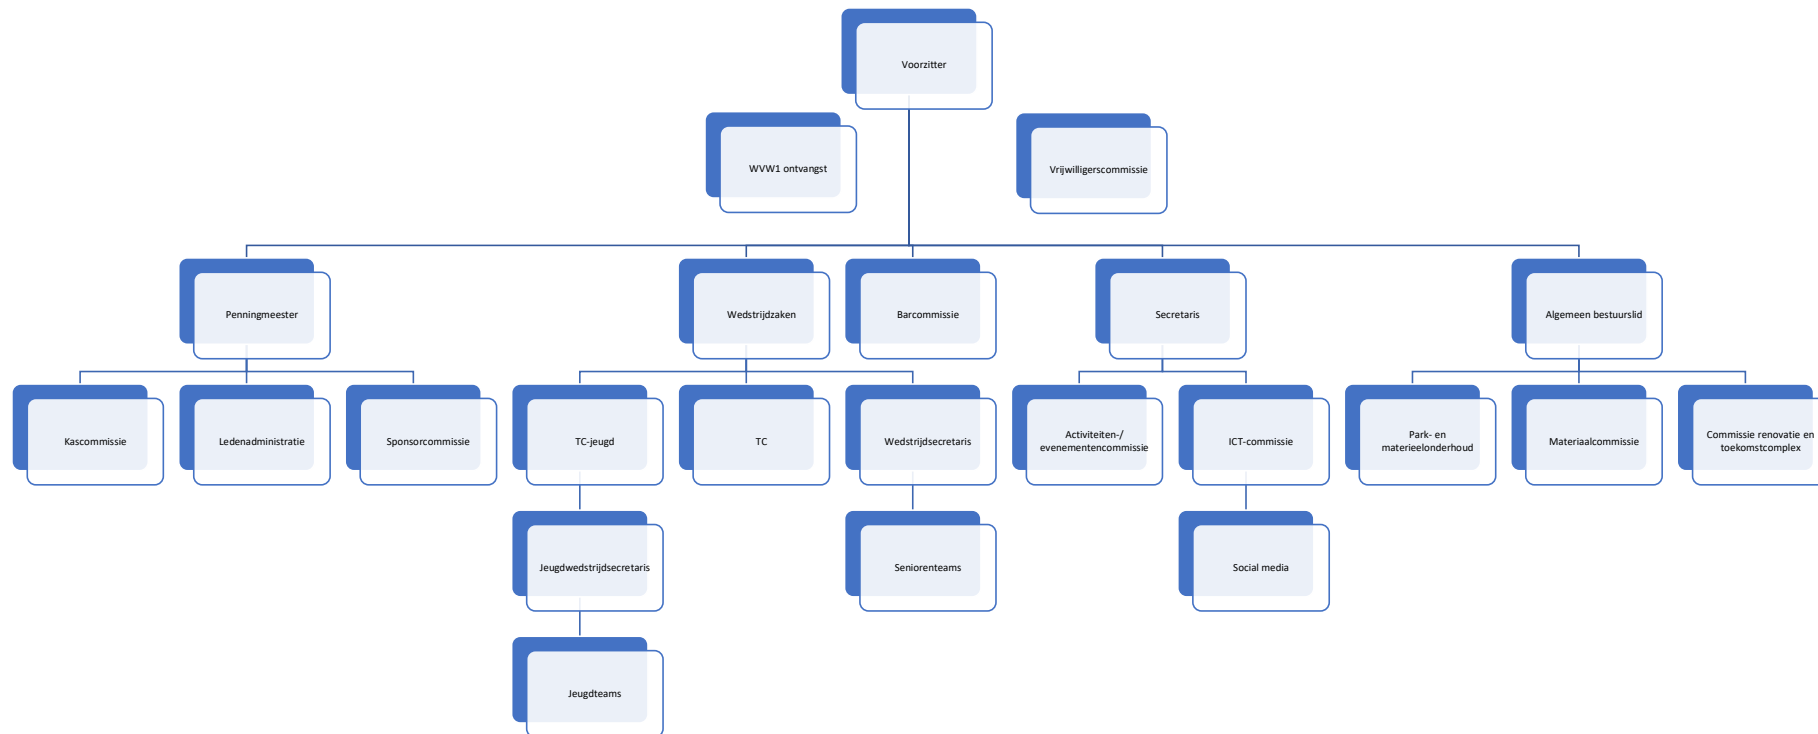 Voorzitter
WVW1 ontvangst
Vrijwilligerscommissie
Penningmeester
Wedstrijdzaken
Barcommissie
Secretaris
Algemeen bestuurslid
Kascommissie
Ledenadministratie
Sponsorcommissie
TC-jeugd
TC
Wedstrijdsecretaris
Activiteiten-/
evenementencommissie
ICT-commissie
Park- en
materieelonderhoud
Materiaalcommissie
Commissie renovatie en
toekomstcomplex
Jeugdwedstrijdsecretaris
Seniorenteams
Social media
Jeugdteams